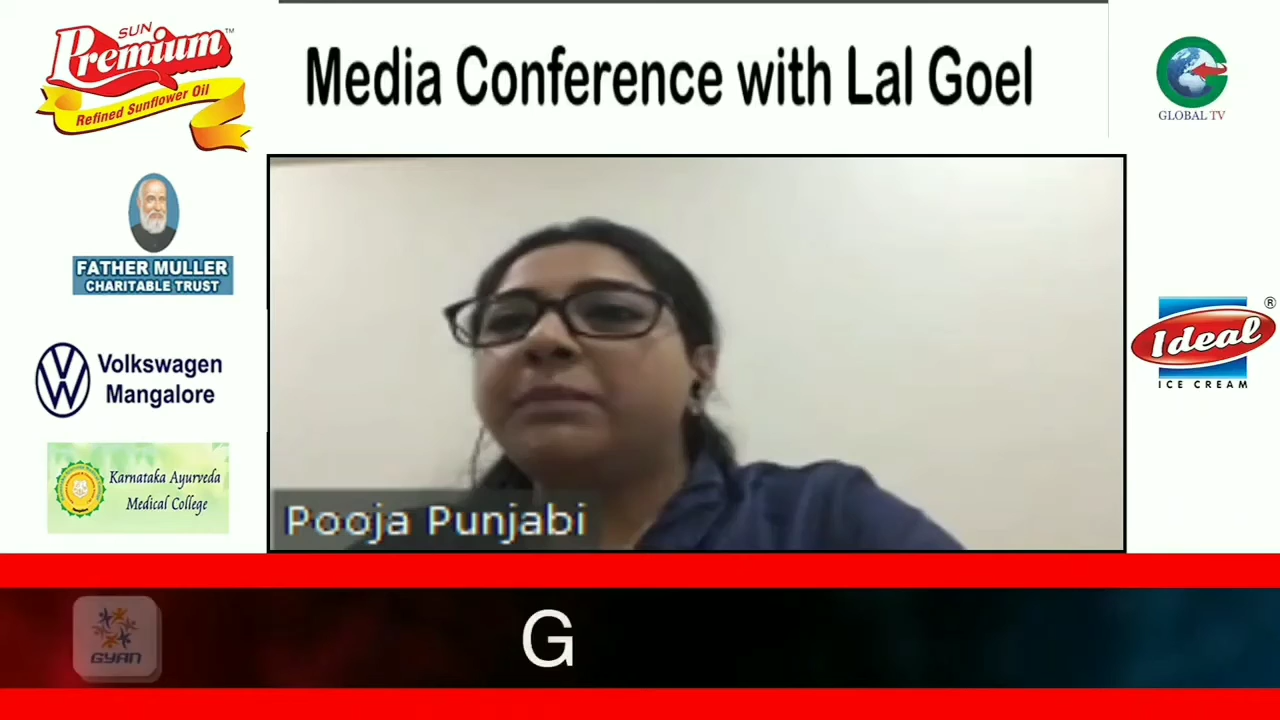 SUN
Premium™
Refined Sunflower Oil
Media Conference with Lal Goel
GLOBAL TV
FATHER MULLER
CHARITABLE TRUST
Volkswagen
Mangalore
Ideal®
ICE CREAM
Karnataka Ayurveda
Medical College
Pooja Punjabi
GYAN
G